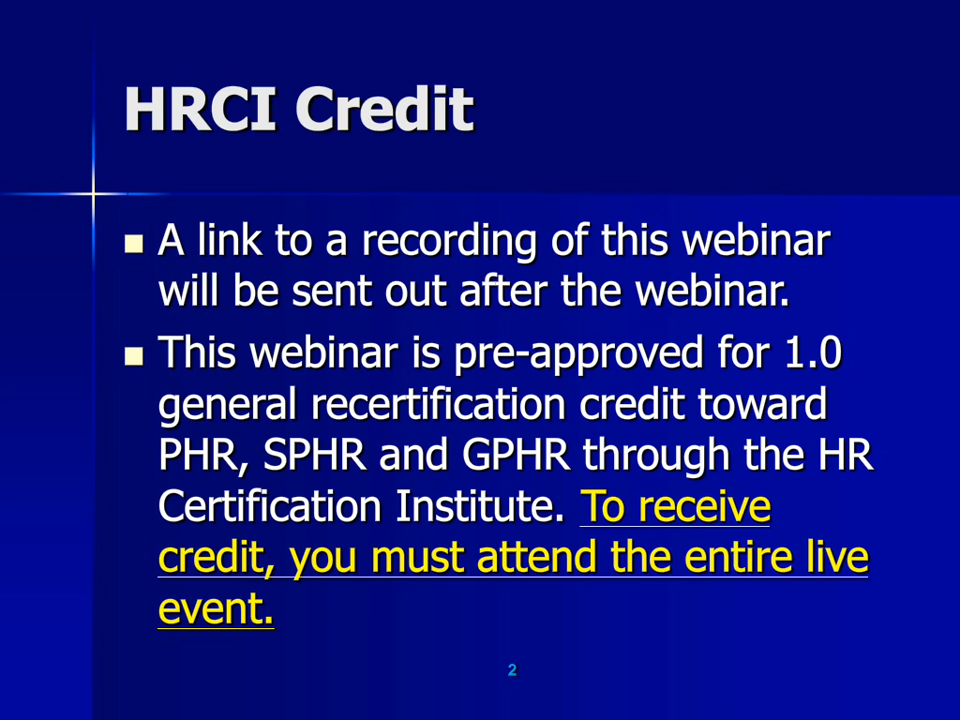 HRCI Credit
A link to a recording of this webinar
will be sent out after the webinar.
This webinar is pre-approved for 1.0
general recertification credit toward
PHR, SPHR and GPHR through the HR
Certification Institute. To receive
credit, you must attend the entire live
event.
2